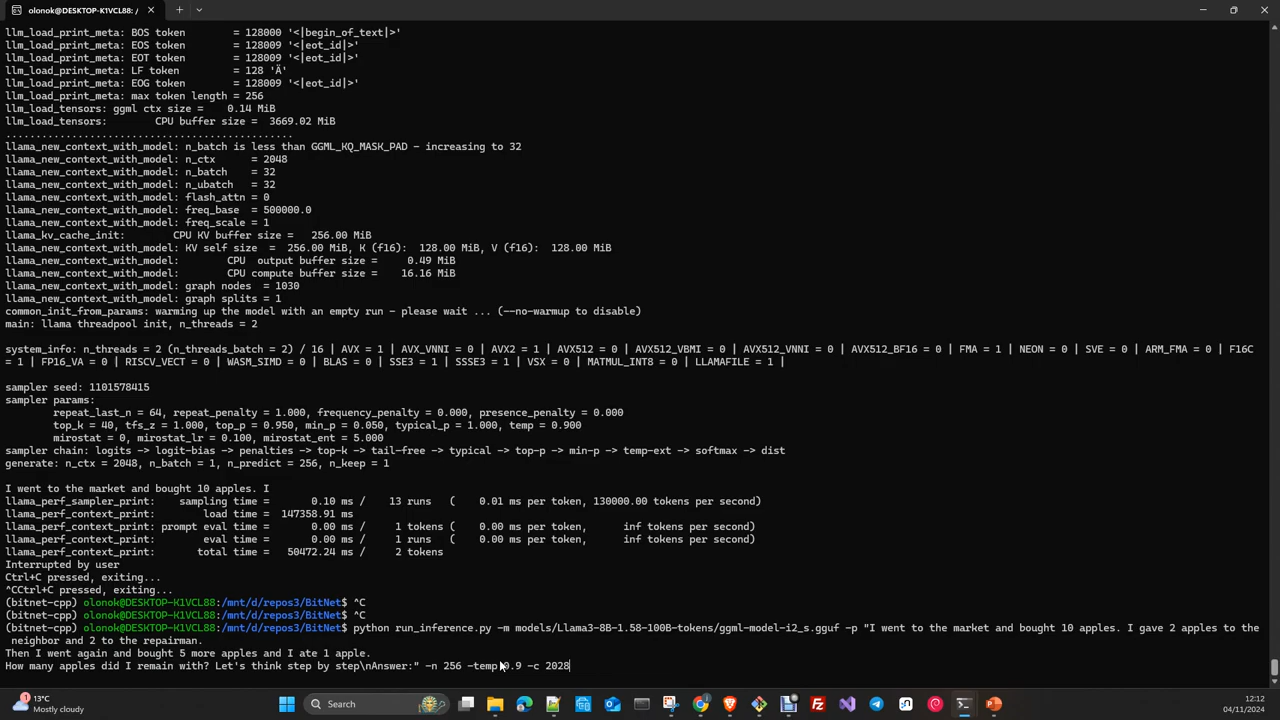 olonok@DESKTOP-K1VCL88: /
llm_load_print_meta: BOS token        = 128000 '<|begin_of_text|>'
llm_load_print_meta: EOS token        = 128009 '<|eot_id|>'
llm_load_print_meta: EOT token        = 128009 '<|eot_id|>'
llm_load_print_meta: LF token         = 128 'Ä'
llm_load_print_meta: EOG token        = 128009 '<|eot_id|>'
llm_load_print_meta: max token length = 256
llm_load_tensors: ggml ctx size =    0.14 MiB
llm_load_tensors:        CPU buffer size =  3669.02 MiB
................................................
llama_new_context_with_model: n_batch is less than GGML_KQ_MASK_PAD - increasing to 32
llama_new_context_with_model: n_ctx      = 2048
llama_new_context_with_model: n_batch    = 32
llama_new_context_with_model: n_ubatch   = 32
llama_new_context_with_model: flash_attn = 0
llama_new_context_with_model: freq_base  = 500000.0
llama_new_context_with_model: freq_scale = 1
llama_kv_cache_init:        CPU KV buffer size =   256.00 MiB
llama_new_context_with_model: KV self size  =  256.00 MiB, K (f16):  128.00 MiB, V (f16):  128.00 MiB
llama_new_context_with_model:        CPU  output buffer size =     0.49 MiB
llama_new_context_with_model:        CPU compute buffer size =    16.16 MiB
llama_new_context_with_model: graph nodes  = 1030
llama_new_context_with_model: graph splits = 1
common_init_from_params: warming up the model with an empty run - please wait ... (--no-warmup to disable)
main: llama threadpool init, n_threads = 2
system_info: n_threads = 2 (n_threads_batch = 2) / 16 | AVX = 1 | AVX_VNNI = 0 | AVX2 = 1 | AVX512 = 0 | AVX512_VBMI = 0 | AVX512_VNNI = 0 | AVX512_BF16 = 0 | FMA = 1 | NEON = 0 | SVE = 0 | ARM_FMA = 0 | F16C
= 1 | FP16_VA = 0 | RISCV_VECT = 0 | WASM_SIMD = 0 | BLAS = 0 | SSE3 = 1 | SSSE3 = 1 | VSX = 0 | MATMUL_INT8 = 0 | LLAMAFILE = 1 |
sampler seed: 1101578415
sampler params:
repeat_last_n = 64, repeat_penalty = 1.000, frequency_penalty = 0.000, presence_penalty = 0.000
top_k = 40, tfs_z = 1.000, top_p = 0.950, min_p = 0.050, typical_p = 1.000, temp = 0.900
mirostat = 0, mirostat_lr = 0.100, mirostat_ent = 5.000
sampler chain: logits -> logit-bias -> penalties -> top-k -> tail-free -> typical -> top-p -> min-p -> temp-ext -> softmax -> dist
generate: n_ctx = 2048, n_batch = 1, n_predict = 256, n_keep = 1
I went to the market and bought 10 apples. I
llama_perf_sampler_print:    sampling time =       0.10 ms /    13 runs   (    0.01 ms per token, 130000.00 tokens per second)
llama_perf_context_print:        load time =  147358.91 ms
llama_perf_context_print: prompt eval time =       0.00 ms /     1 tokens (    0.00 ms per token,      inf tokens per second)
llama_perf_context_print:        eval time =       0.00 ms /     1 runs   (    0.00 ms per token,      inf tokens per second)
llama_perf_context_print:       total time =   50472.24 ms /     2 tokens
Interrupted by user
Ctrl+C pressed, exiting...
^CCtrl+C pressed, exiting...
(bitnet-cpp) olonok@DESKTOP-K1VCL88:/mnt/d/repos3/BitNet$ ^C
(bitnet-cpp) olonok@DESKTOP-K1VCL88:/mnt/d/repos3/BitNet$ ^C
(bitnet-cpp) olonok@DESKTOP-K1VCL88:/mnt/d/repos3/BitNet$ python run_inference.py -m models/Llama3-8B-1.58-100B-tokens/ggml-model-i2_s.gguf -p "I went to the market and bought 10 apples. I gave 2 apples to the
neighbor and 2 to the repairman.
Then I went again and bought 5 more apples and I ate 1 apple.
How many apples did I remain with? Let's think step by step\nAnswer:" -n 256 -temp 0.9 -c 2028
13°C
Mostly cloudy
Search
12:12
04/11/2024